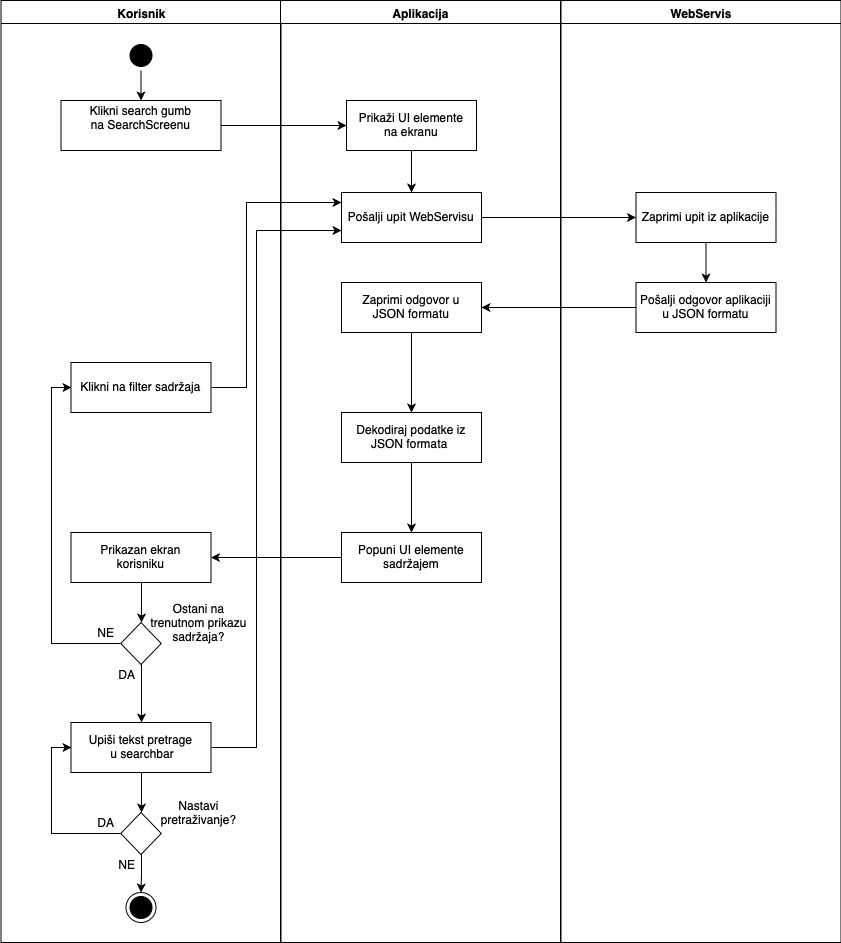 Korisnik
Aplikacija
WebServis
Klikni search gumb
na SearchScreenu
Prikaži UI elemente
na ekranu
Pošalji upit WebServisu
Zaprimi upit iz aplikacije
Zaprimi odgovor u
JSON formatu
Pošalji odgovor aplikaciji
u JSON formatu
Klikni na filter sadržaja
Dekodiraj podatke iz
JSON formata
Prikazan ekran
korisniku
Popuni UI elemente
sadržajem
Ostani na
trenutnom prikazu
sadržaja?
NE
DA
Upiši tekst pretrage
u searchbar
Nastavi
pretraživanje?
DA
NE